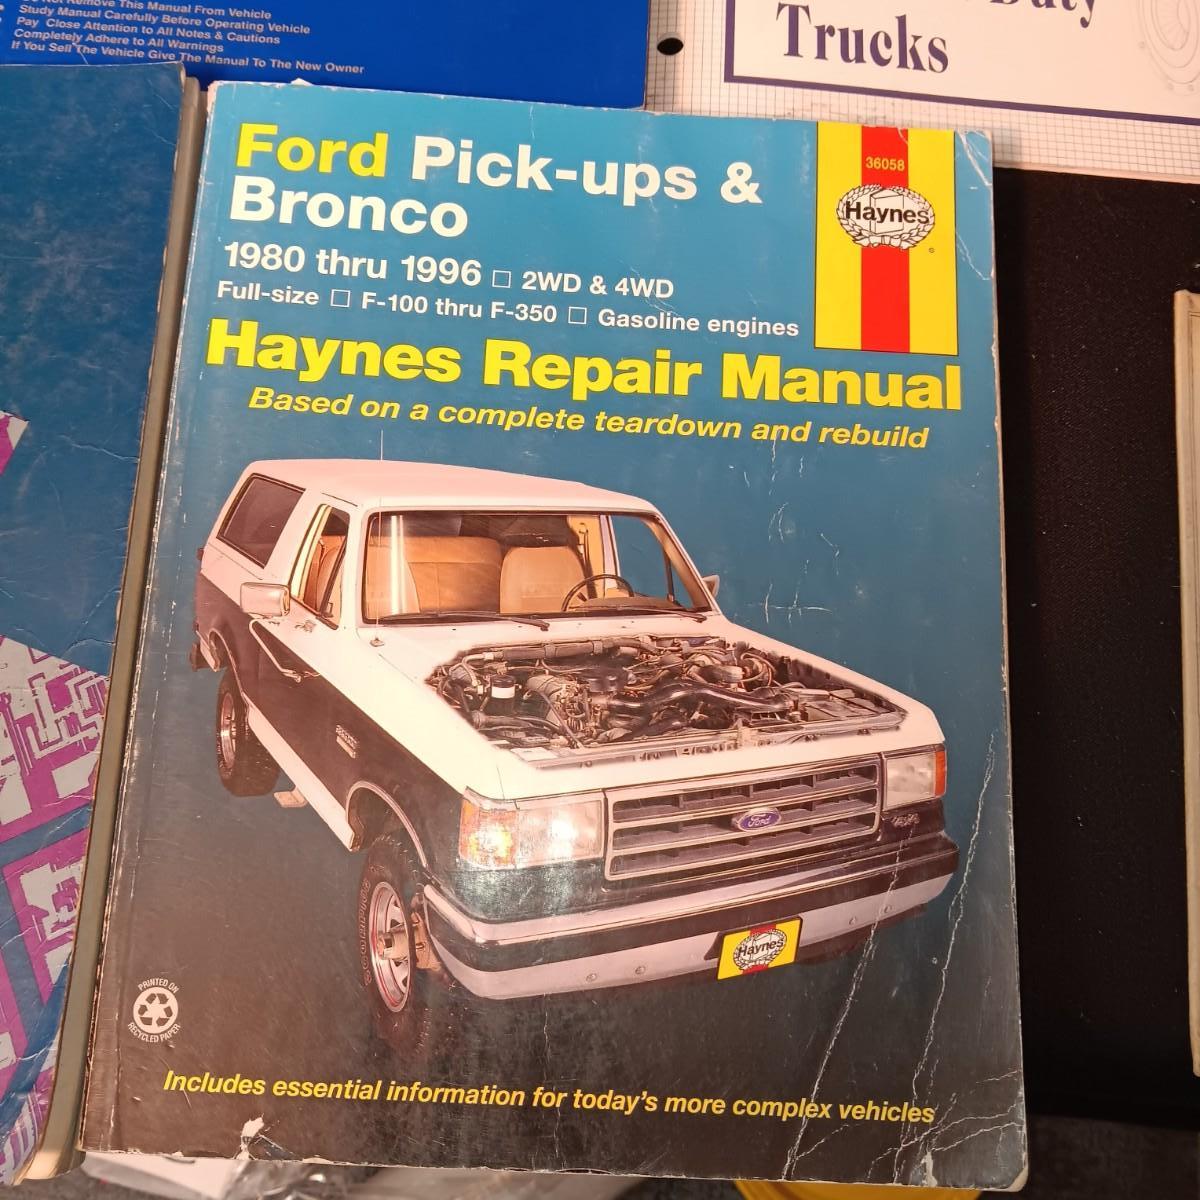 Remove This Manual From Vehicle
Study Manual Carefully Before Operating Vehicle
Pay Close Attention to All Notes & Cautions
Completely Adhere to All Warnings
If You Sell The Vehicle Give The Manual To The New Owner
Duty
Trucks
Ford Pick-ups &
Bronco
1980 thru 1996 □ 2WD & 4WD
Full-size □ F-100 thru F-350 □ Gasoline engines
36058
Haynes
®
Haynes Repair Manual
Based on a complete teardown and rebuild
Ford
4x4
Haynes
PRINTED ON
RECYCLED PAPER
Includes essential information for today's more complex vehicles